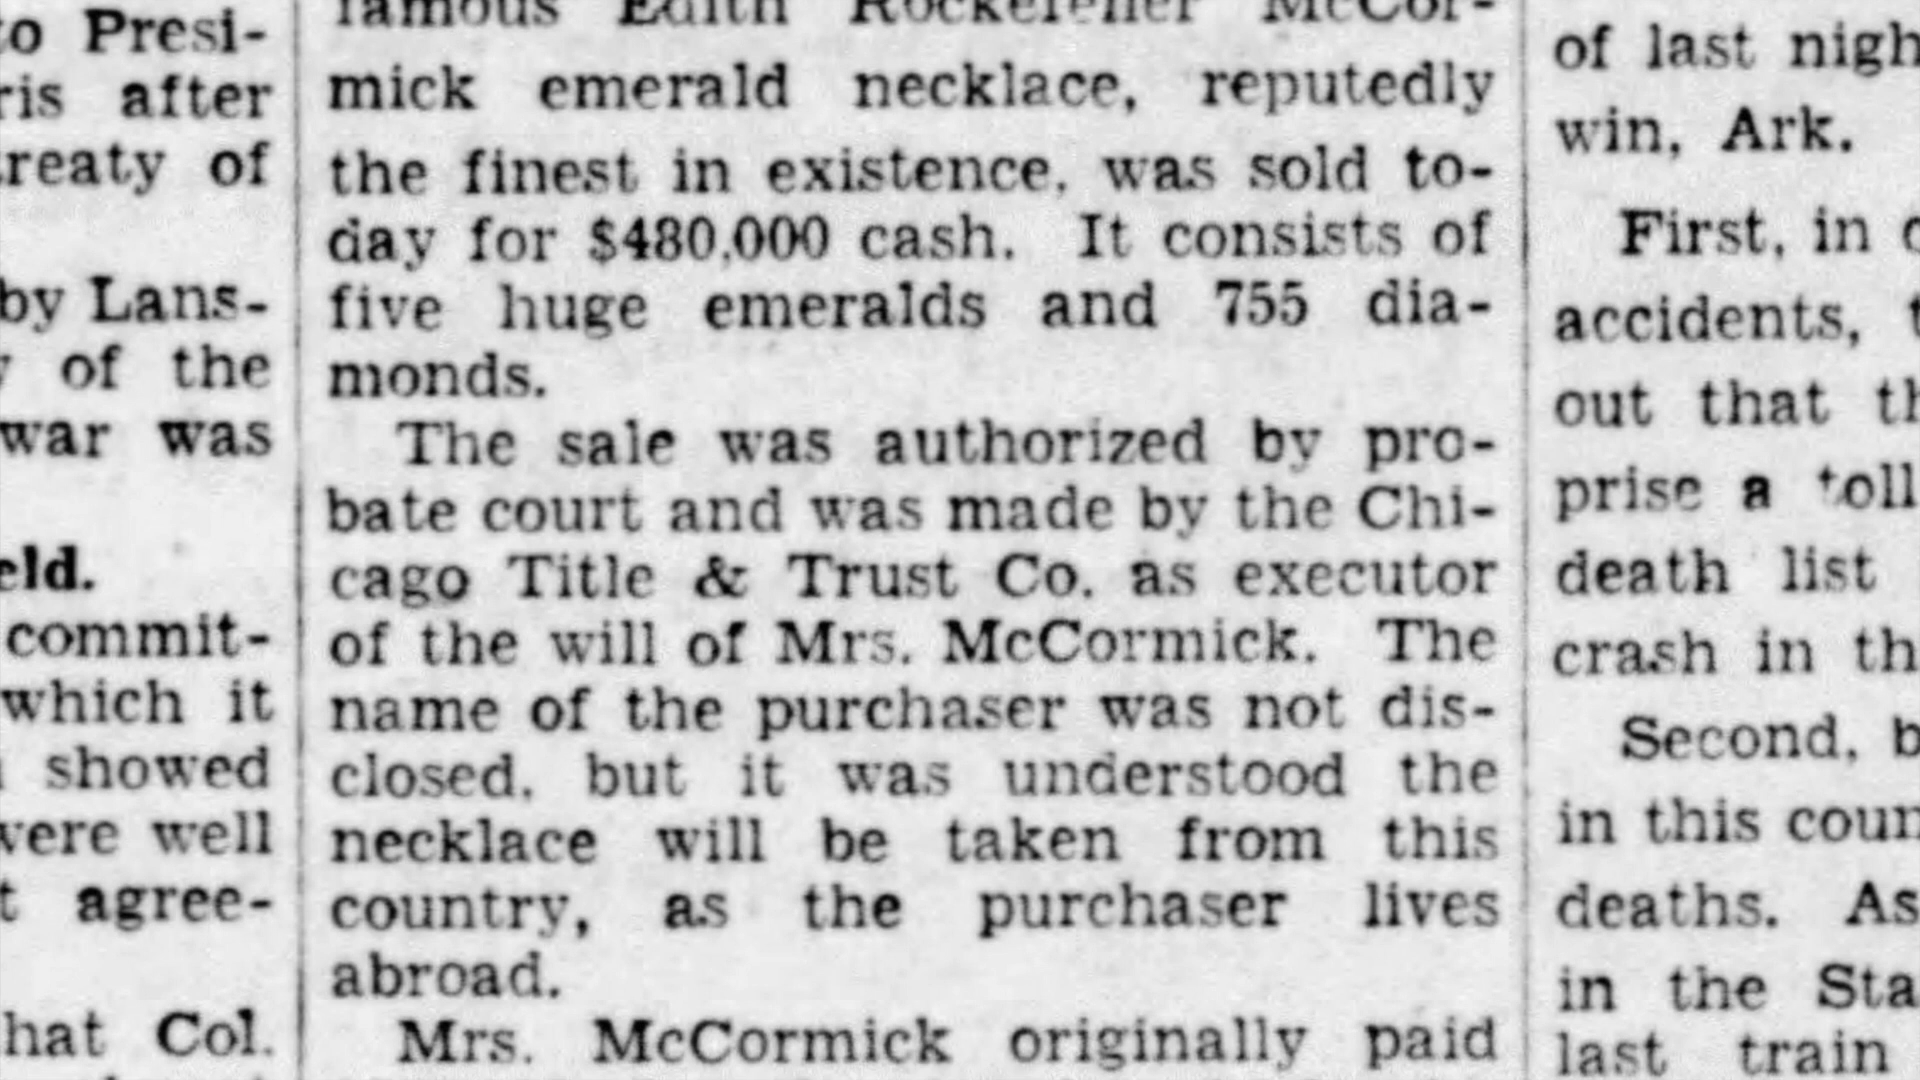 to Presi-
ris after
treaty of
by Lans-
y of the
war was
eld.
commit-
which it
showed
were well
t agree-
hat Col.
famous Edith Rockefeller McCor-
mick emerald necklace, reputedly
the finest in existence, was sold to-
day for $480,000 cash. It consists of
five huge emeralds and 755 dia-
monds.
The sale was authorized by pro-
bate court and was made by the Chi-
cago Title & Trust Co. as executor
of the will of Mrs. McCormick. The
name of the purchaser was not dis-
closed, but it was understood the
necklace will be taken from this
country, as the purchaser lives
abroad.
Mrs. McCormick originally paid
of last nigh
win, Ark.
First, in
accidents, t
out that th
prise a toll
death list
crash in th
Second, b
in this coun
deaths. As
in the Sta
last train